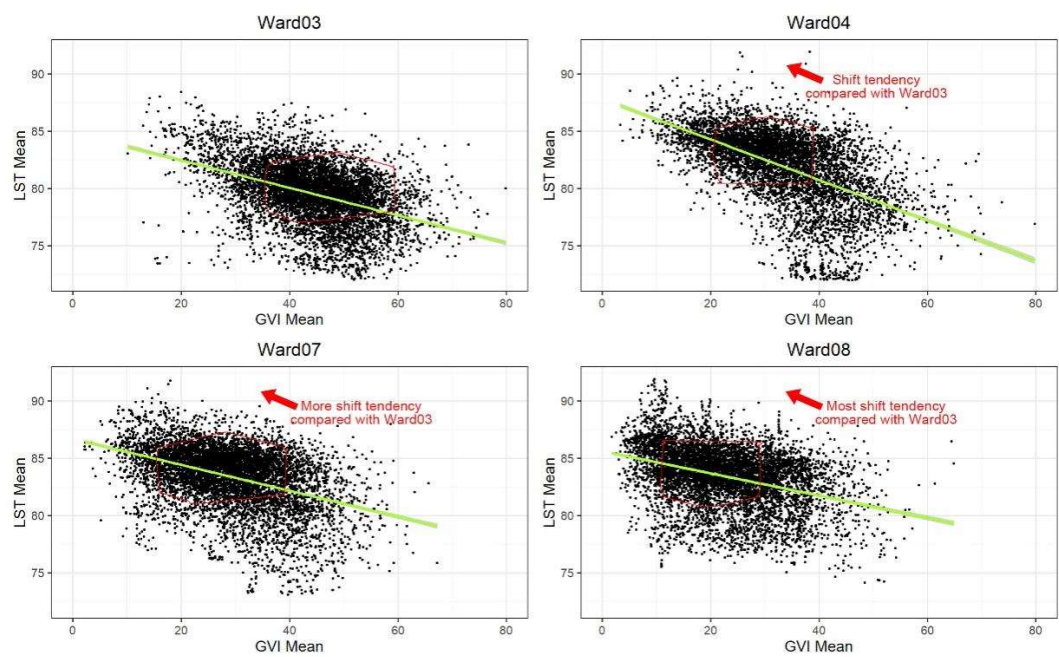 Ward03
90
85
80
75
LST Mean
0 20 40 60 80
GVI Mean
Ward04
90
85
80
75
LST Mean
Shift tendency
compared with Ward03
0 20 40 60 80
GVI Mean
Ward07
90
85
80
75
LST Mean
More shift tendency
compared with Ward03
0 20 40 60 80
GVI Mean
Ward08
90
85
80
75
LST Mean
Most shift tendency
compared with Ward03
0 20 40 60 80
GVI Mean